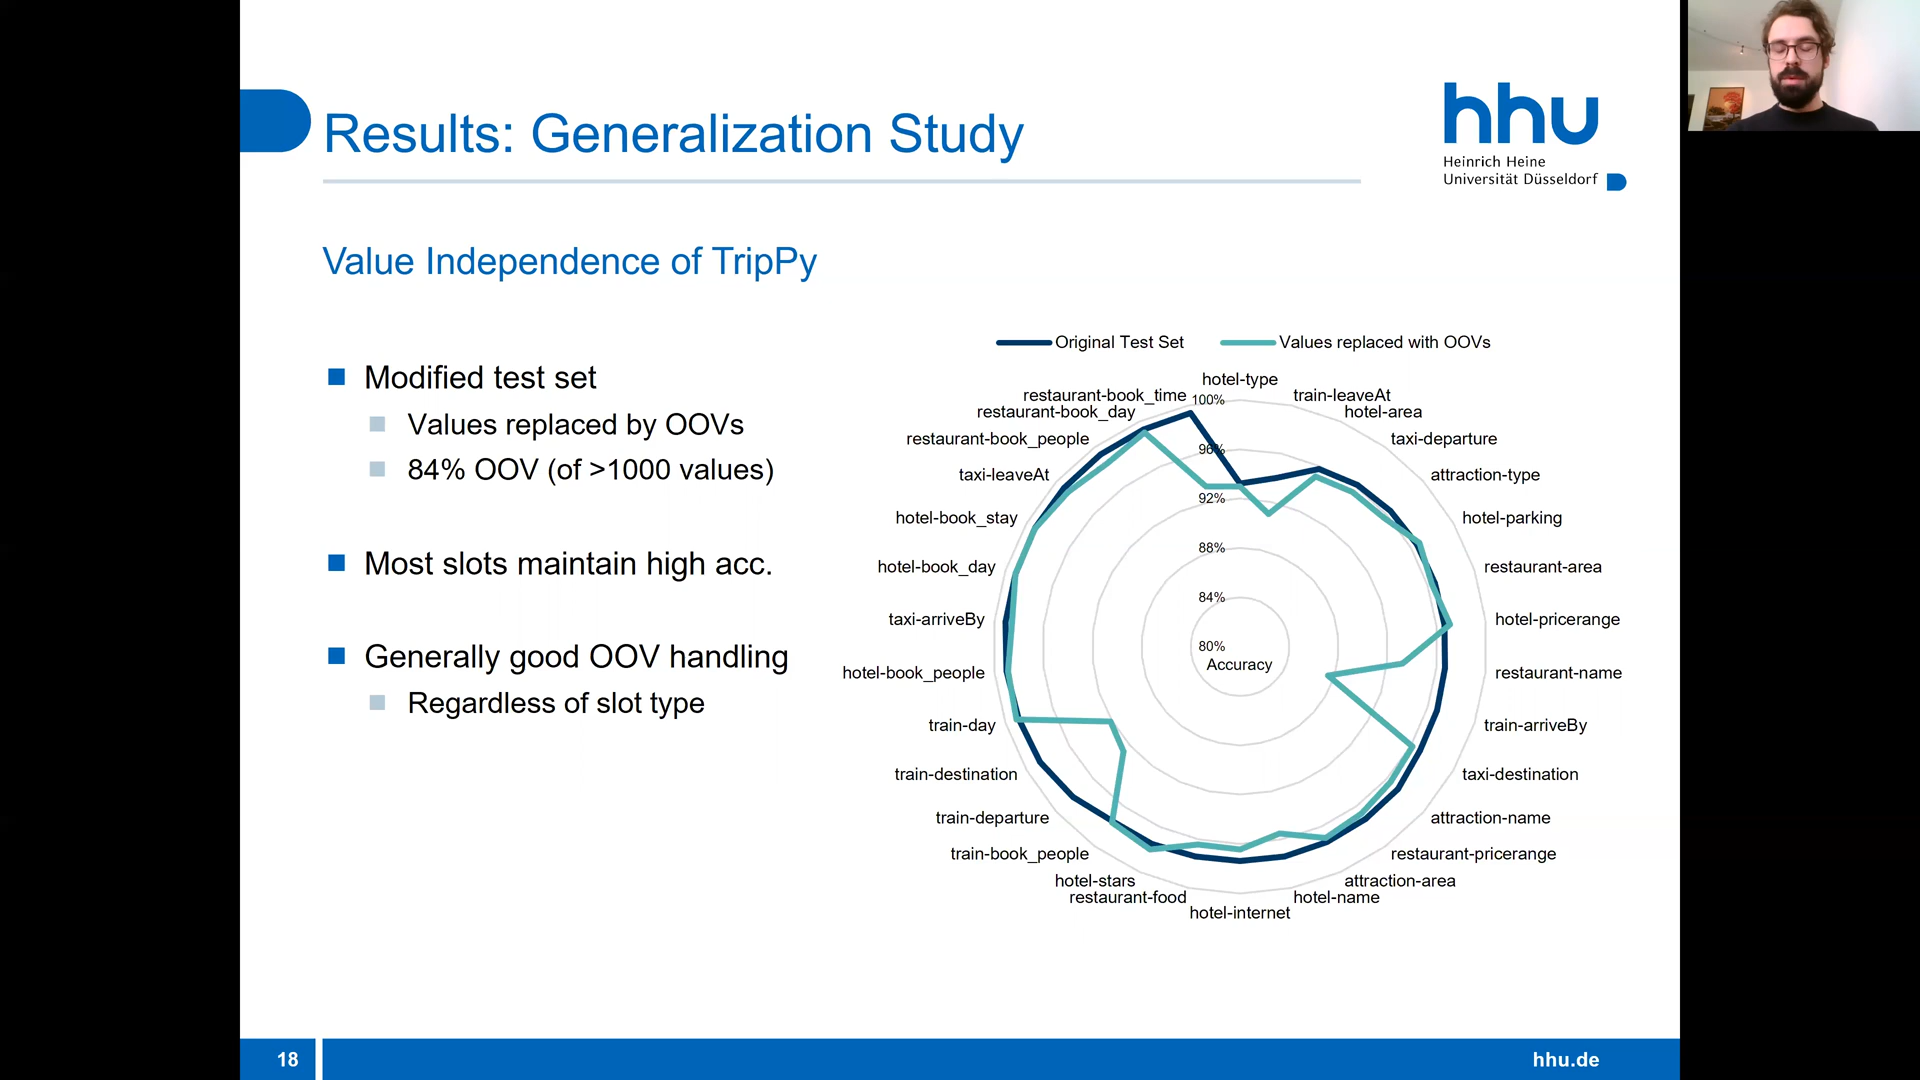 Results: Generalization Study
hhu
Heinrich Heine
Universität Düsseldorf
Value Independence of TripPy
Modified test set
Values replaced by OOVs
84% OOV (of >1000 values)
Most slots maintain high acc.
Generally good OOV handling
Regardless of slot type
Original Test Set
Values replaced with OOVs
hotel-type
train-leaveAt
hotel-area
taxi-departure
attraction-type
hotel-parking
restaurant-area
hotel-pricerange
restaurant-name
train-arriveBy
taxi-destination
attraction-name
restaurant-pricerange
attraction-area
hotel-name
hotel-internet
restaurant-food
hotel-stars
train-book_people
train-departure
train-destination
train-day
hotel-book_people
taxi-arriveBy
hotel-book_day
hotel-book_stay
taxi-leaveAt
restaurant-book_people
restaurant-book_day
restaurant-book_time
100%
96%
92%
88%
84%
80%
Accuracy
18
hhu.de